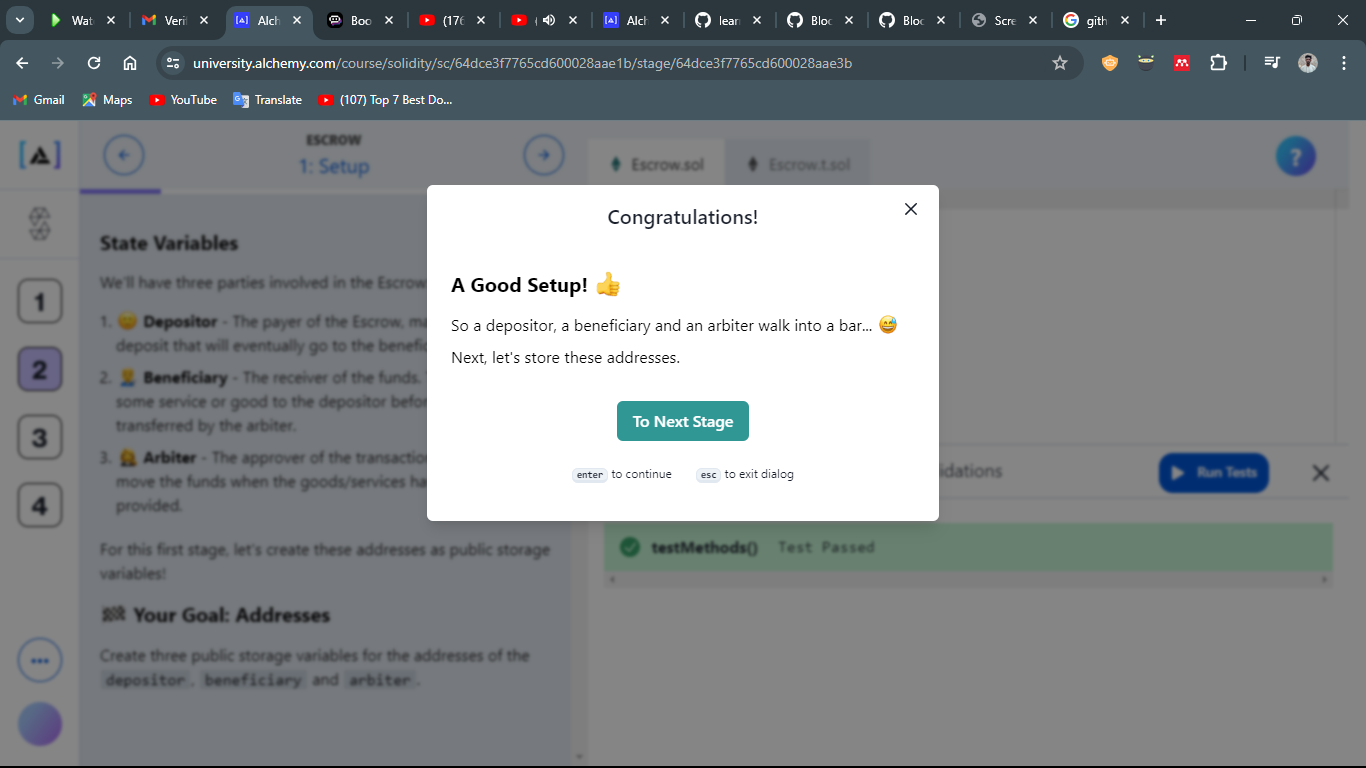 Wat
Veri
Alch
Boo
(176
(
Alch
lean
Bloc
Bloc
Scre
gith
university.alchemy.com/course/solidity/sc/64dce3f7765cd600028aae1b/stage/64dce3f7765cd600028aae3b
Gmail
Maps
YouTube
Translate
(107) Top 7 Best Do...
ESCROW
1: Setup
Escrow.sol
Escrow.t.sol
?
1
2
3
4
State Variables
We'll have three parties involved in the Escrow
1. Depositor - The payer of the Escrow, ma
deposit that will eventually go to the benefic
2. Beneficiary - The receiver of the funds.
some service or good to the depositor befor
transferred by the arbiter.
3. Arbiter - The approver of the transactio
move the funds when the goods/services ha
provided.
For this first stage, let's create these addresses as public storage
variables!
Your Goal: Addresses
Create three public storage variables for the addresses of the
depositor, beneficiary and arbiter.
Congratulations!
A Good Setup! 👍
So a depositor, a beneficiary and an arbiter walk into a bar... 😅
Next, let's store these addresses.
To Next Stage
enter to continue
esc to exit dialog
idations
Run Tests
testMethods() Test Passed